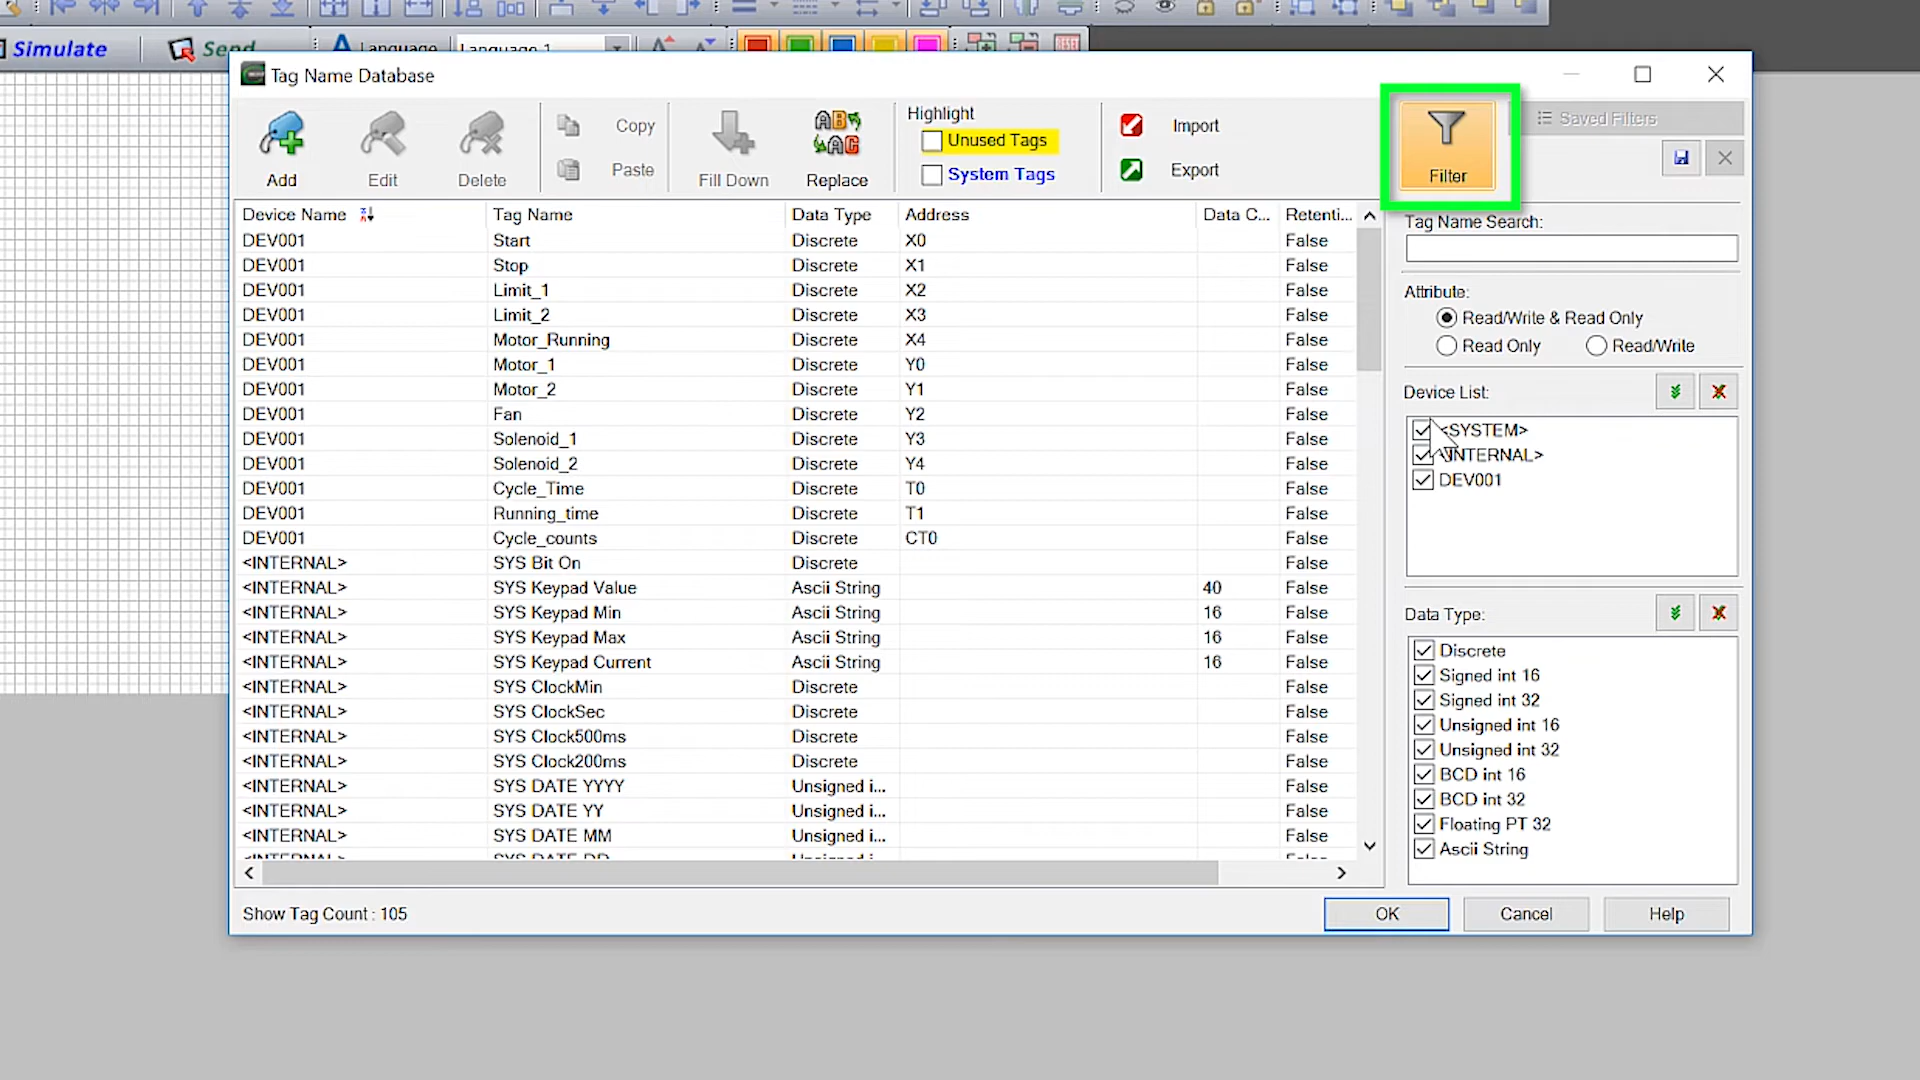 Simulate
Send
Language
Language 1
Tag Name Database
Add
Edit
Delete
Copy
Paste
Fill Down
Replace
Highlight
Unused Tags
System Tags
Import
Export
Filter
Saved Filters
Device Name Tag Name Data Type Address Data C... Retenti...
DEV001 Start Discrete X0 False
DEV001 Stop Discrete X1 False
DEV001 Limit_1 Discrete X2 False
DEV001 Limit_2 Discrete X3 False
DEV001 Motor_Running Discrete X4 False
DEV001 Motor_1 Discrete Y0 False
DEV001 Motor_2 Discrete Y1 False
DEV001 Fan Discrete Y2 False
DEV001 Solenoid_1 Discrete Y3 False
DEV001 Solenoid_2 Discrete Y4 False
DEV001 Cycle_Time Discrete T0 False
DEV001 Running_time Discrete T1 False
DEV001 Cycle_counts Discrete CT0 False
<INTERNAL> SYS Bit On Discrete False
<INTERNAL> SYS Keypad Value Ascii String 40 False
<INTERNAL> SYS Keypad Min Ascii String 16 False
<INTERNAL> SYS Keypad Max Ascii String 16 False
<INTERNAL> SYS Keypad Current Ascii String 16 False
<INTERNAL> SYS ClockMin Discrete False
<INTERNAL> SYS ClockSec Discrete False
<INTERNAL> SYS Clock500ms Discrete False
<INTERNAL> SYS Clock200ms Discrete False
<INTERNAL> SYS DATE YYYY Unsigned i... False
<INTERNAL> SYS DATE YY Unsigned i... False
<INTERNAL> SYS DATE MM Unsigned i... False
Show Tag Count : 105
Tag Name Search:
Attribute:
Read/Write & Read Only
Read Only Read/Write
Device List:
<SYSTEM>
<INTERNAL>
DEV001
Data Type:
Discrete
Signed int 16
Signed int 32
Unsigned int 16
Unsigned int 32
BCD int 16
BCD int 32
Floating PT 32
Ascii String
OK
Cancel
Help